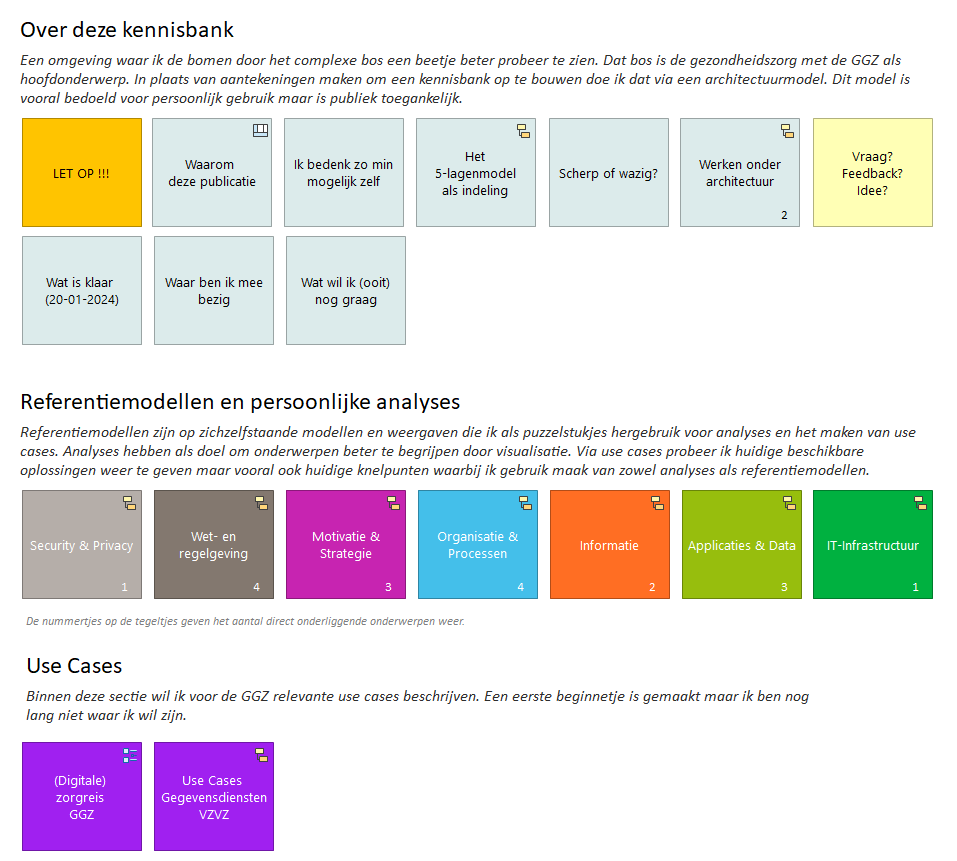 Over deze kennisbank
Een omgeving waar ik de bomen door het complexe bos een beetje beter probeer te zien. Dat bos is de gezondheidszorg met de GGZ als
hoofdonderwerp. In plaats van aantekeningen maken om een kennisbank op te bouwen doe ik dat via een architectuurmodel. Dit model is
vooral bedoeld voor persoonlijk gebruik maar is publiek toegankelijk.
LET OP !!!
Waarom
deze publicatie
Ik bedenk zo min
mogelijk zelf
Het
5-lagenmodel
als indeling
Scherp of wazig?
Werken onder
architectuur
2
Vraag?
Feedback?
Idee?
Wat is klaar
(20-01-2024)
Waar ben ik mee
bezig
Wat wil ik (ooit)
nog graag
Referentiemodellen en persoonlijke analyses
Referentiemodellen zijn op zichzelfstaande modellen en weergaven die ik als puzzelstukjes hergebruik voor analyses en het maken van use
cases. Analyses hebben als doel om onderwerpen beter te begrijpen door visualisatie. Via use cases probeer ik huidige beschikbare
oplossingen weer te geven maar vooral ook huidige knelpunten waarbij ik gebruik maak van zowel analyses als referentiemodellen.
Security & Privacy
1
Wet- en
regelgeving
4
Motivatie &
Strategie
3
Organisatie &
Processen
4
Informatie
2
Applicaties & Data
3
IT-Infrastructuur
1
De nummertjes op de tegeltjes geven het aantal direct onderliggende onderwerpen weer.
Use Cases
Binnen deze sectie wil ik voor de GGZ relevante use cases beschrijven. Een eerste beginnetje is gemaakt maar ik ben nog
lang niet waar ik wil zijn.
(Digitale)
zorgreis
GGZ
Use Cases
Gegevensdiensten
VZVZ